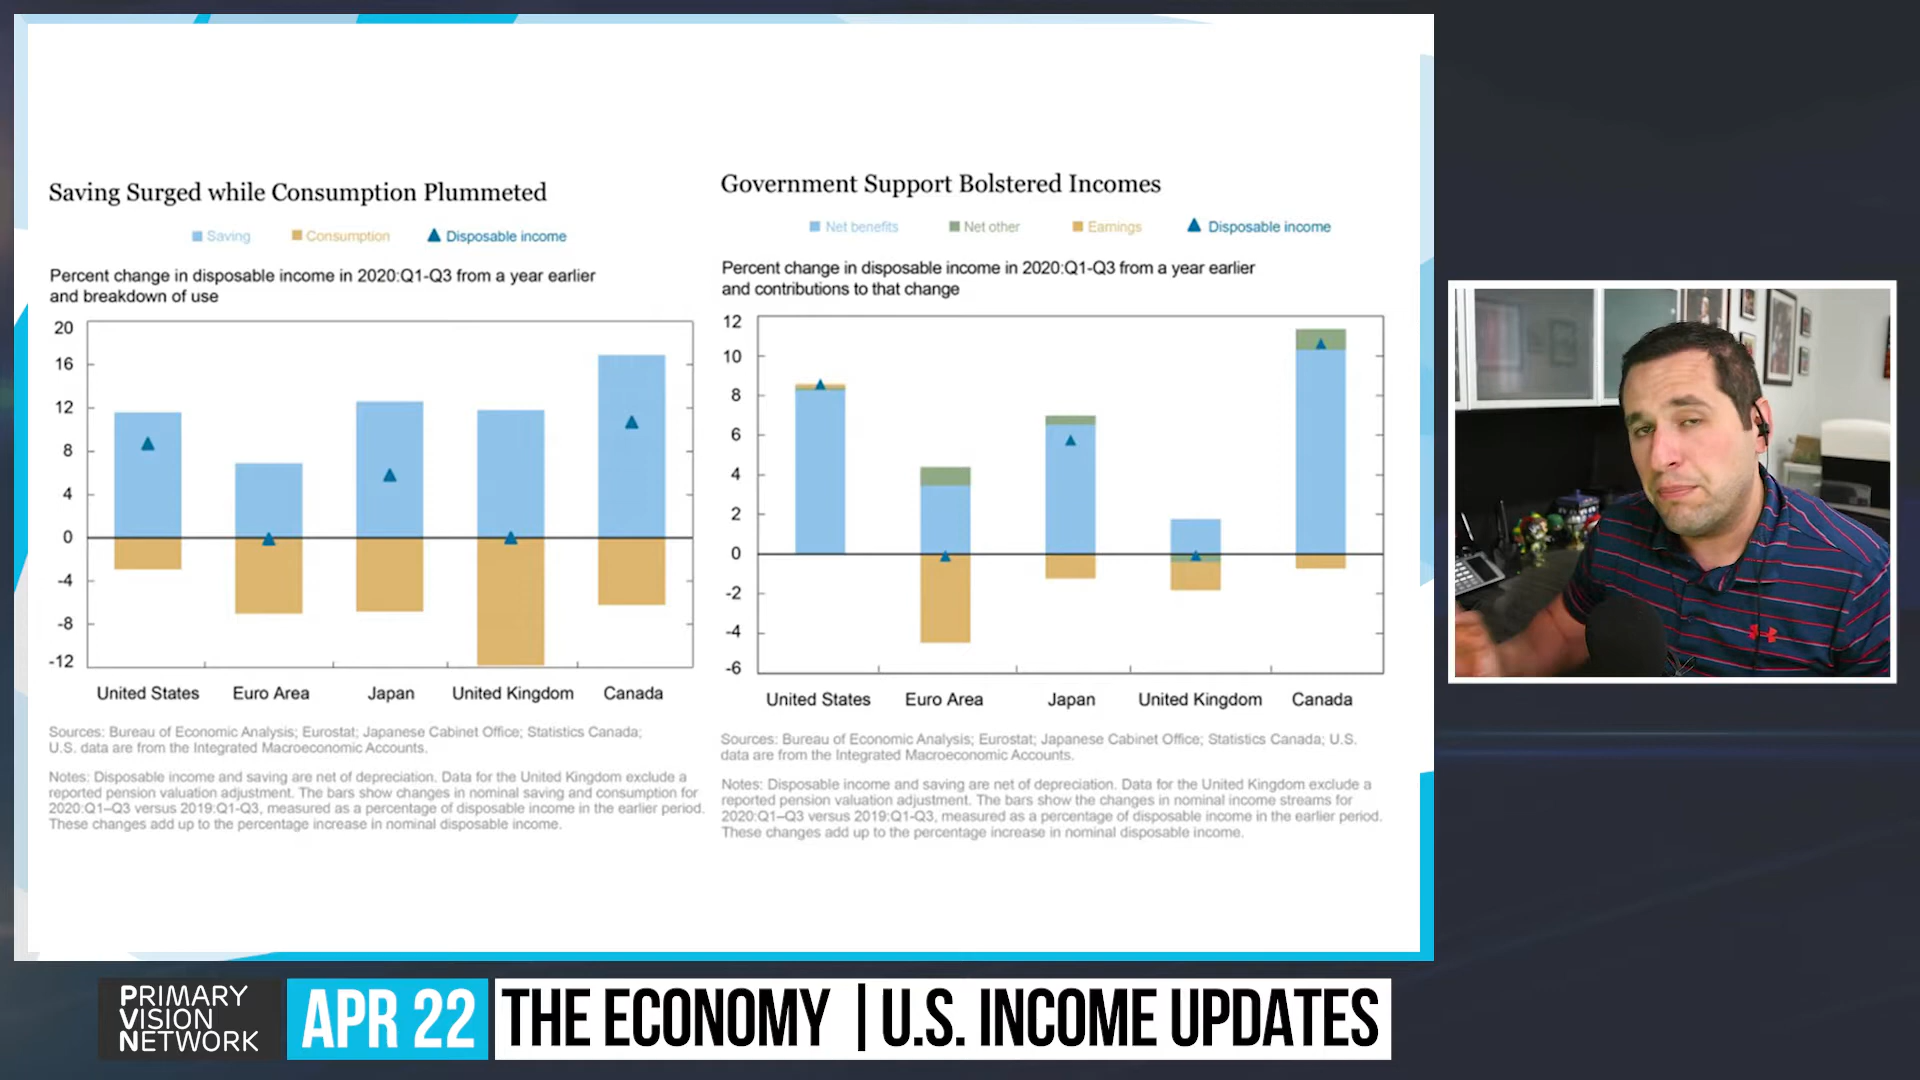 Saving Surged while Consumption Plummeted
Saving
Consumption
Disposable income
Percent change in disposable income in 2020:Q1-Q3 from a year earlier
and breakdown of use
20
16
12
8
4
0
-4
-8
-12
United States
Euro Area
Japan
United Kingdom
Canada
Sources: Bureau of Economic Analysis; Eurostat; Japanese Cabinet Office; Statistics Canada;
U.S. data are from the Integrated Macroeconomic Accounts.
Notes: Disposable income and saving are net of depreciation. Data for the United Kingdom exclude a
reported pension valuation adjustment. The bars show changes in nominal saving and consumption for
2020:Q1–Q3 versus 2019:Q1-Q3, measured as a percentage of disposable income in the earlier period.
These changes add up to the percentage increase in nominal disposable income.
Government Support Bolstered Incomes
Net benefits
Net other
Earnings
Disposable income
Percent change in disposable income in 2020:Q1-Q3 from a year earlier
and contributions to that change
12
10
8
6
4
2
0
-2
-4
-6
United States
Euro Area
Japan
United Kingdom
Canada
Sources: Bureau of Economic Analysis; Eurostat; Japanese Cabinet Office; Statistics Canada; U.S.
data are from the Integrated Macroeconomic Accounts.
Notes: Disposable income and saving are net of depreciation. Data for the United Kingdom exclude a
reported pension valuation adjustment. The bars show the changes in nominal income streams for
2020:Q1–Q3 versus 2019:Q1-Q3, measured as a percentage of disposable income in the earlier period.
These changes add up to the percentage increase in nominal disposable income.
PRIMARY
VISION
NETWORK
APR 22
THE ECONOMY | U.S. INCOME UPDATES